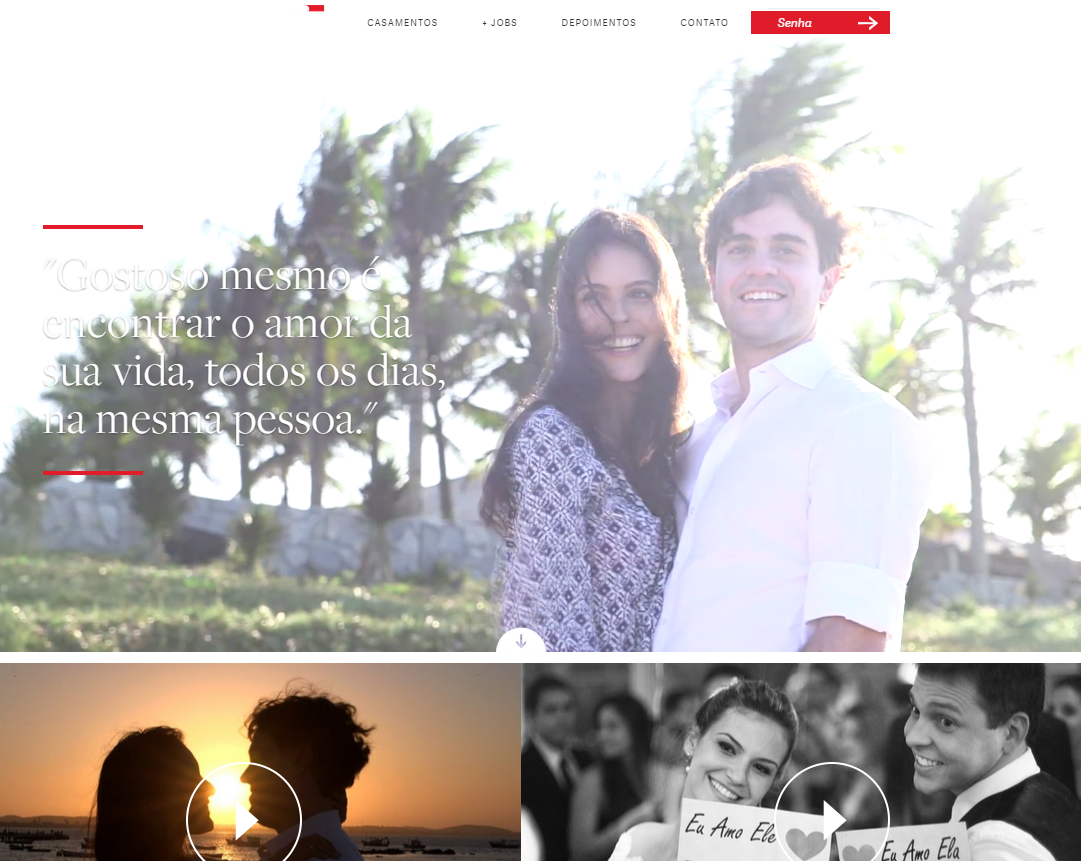 CASAMENTOS + JOBS DEPOIMENTOS CONTATO Senha
"Gostoso mesmo é
encontrar o amor da
sua vida, todos os dias,
na mesma pessoa."
Eu Amo Ele
Eu Amo Ela